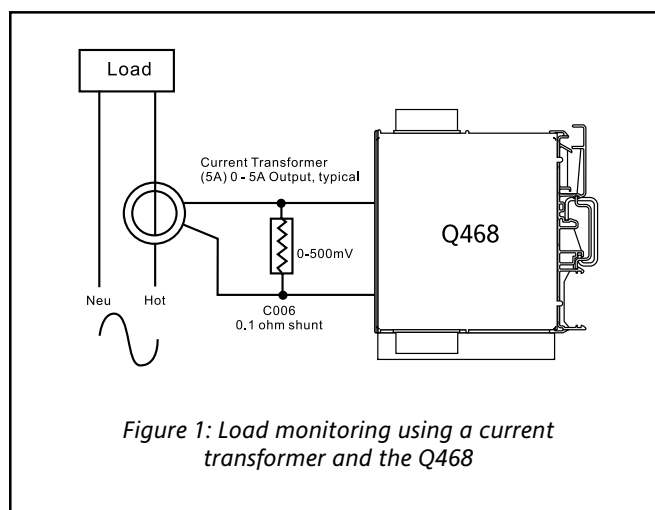 Load
Current Transformer
(5A) 0 - 5A Output, typical
Q468
0-500mV
Neu
Hot
C006
0.1 ohm shunt
Figure 1: Load monitoring using a current
transformer and the Q468